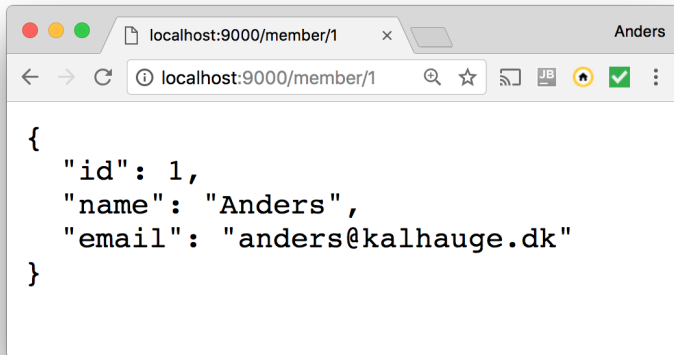 localhost:9000/member/1
Anders
localhost:9000/member/1
JB
{
"id": 1,
"name": "Anders",
"email": "anders@kalhauge.dk"
}